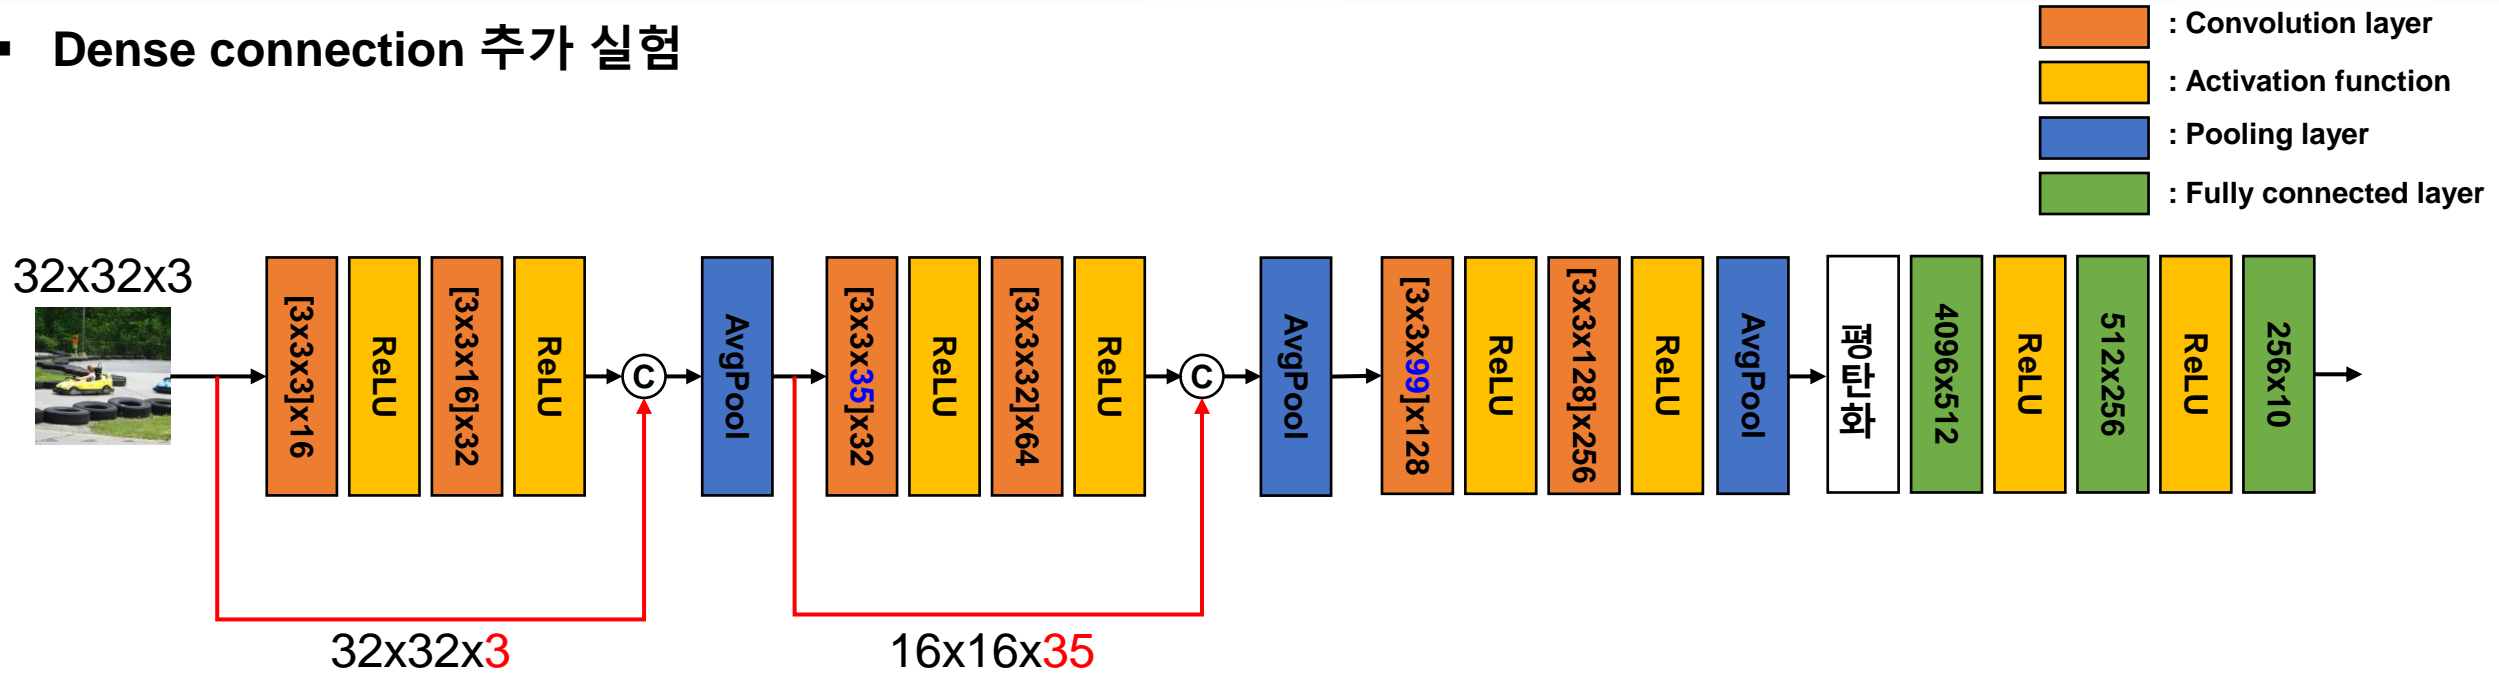 Dense connection 추가 실험
: Convolution layer
: Activation function
: Pooling layer
: Fully connected layer
32x32x3
[3x3x3]x16
ReLU
[3x3x16]x32
ReLU
C
AvgPool
[3x3x35]x32
ReLU
[3x3x32]x64
ReLU
C
AvgPool
[3x3x99]x128
ReLU
[3x3x128]x256
ReLU
AvgPool
평탄화
4096x512
ReLU
512x256
ReLU
256x10
32x32x3
16x16x35